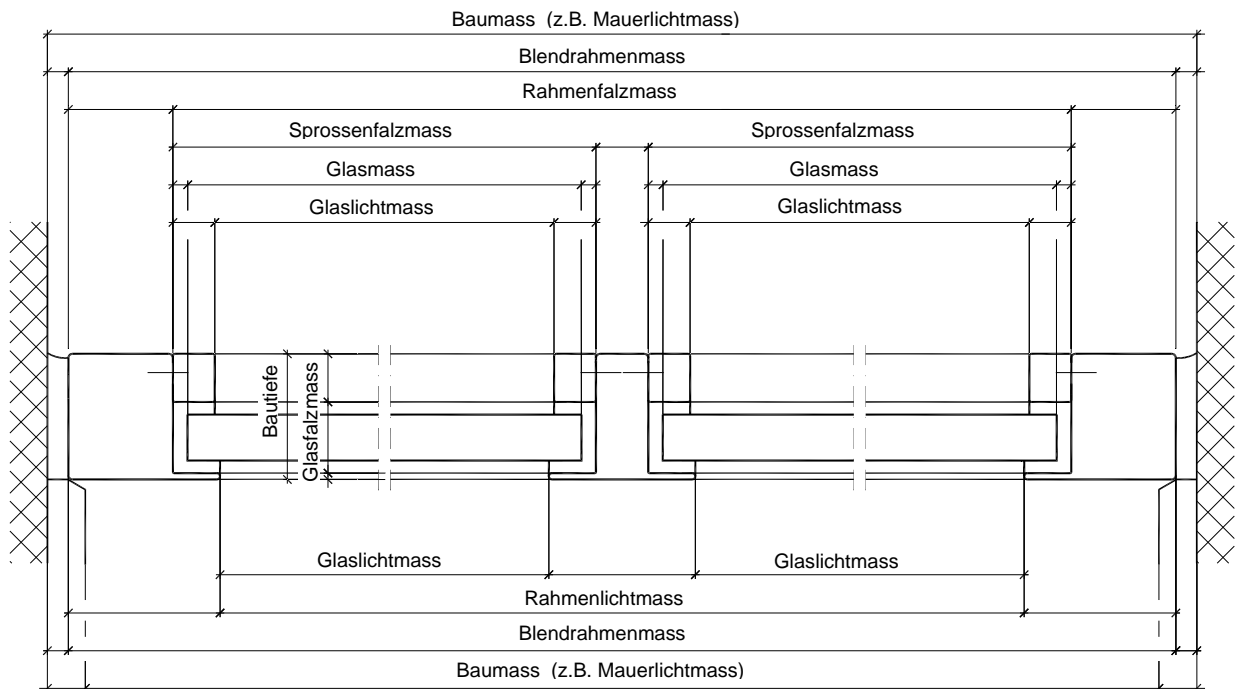 Baumass (z.B. Mauerlichtmass)
Blendrahmenmass
Rahmenfalzmass
Sprossenfalzmass Sprossenfalzmass
Glasmass Glasmass
Glaslichtmass Glaslichtmass
Bautiefe
Glasfalzmass
Glaslichtmass Glaslichtmass
Rahmenlichtmass
Blendrahmenmass
Baumass (z.B. Mauerlichtmass)